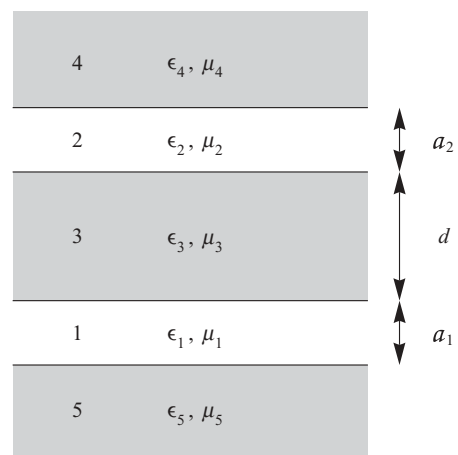 4 ϵ₄, μ₄
2 ϵ₂, μ₂ a₂
3 ϵ₃, μ₃ d
1 ϵ₁, μ₁ a₁
5 ϵ₅, μ₅